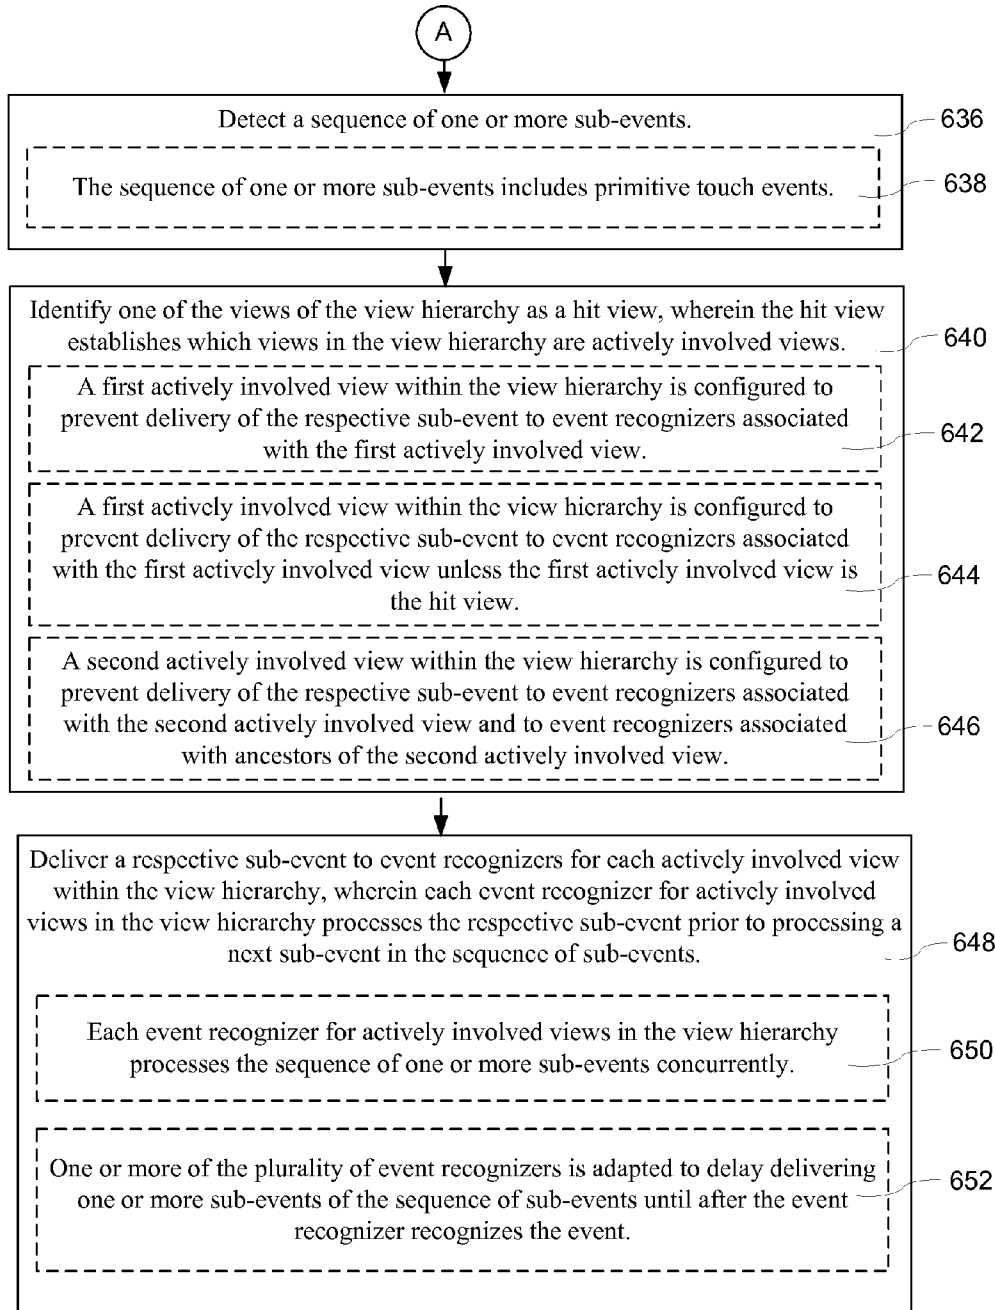 A
Detect a sequence of one or more sub-events.
636
The sequence of one or more sub-events includes primitive touch events.
638
Identify one of the views of the view hierarchy as a hit view, wherein the hit view
establishes which views in the view hierarchy are actively involved views.
640
A first actively involved view within the view hierarchy is configured to
prevent delivery of the respective sub-event to event recognizers associated
with the first actively involved view.
642
A first actively involved view within the view hierarchy is configured to
prevent delivery of the respective sub-event to event recognizers associated
with the first actively involved view unless the first actively involved view is
the hit view.
644
A second actively involved view within the view hierarchy is configured to
prevent delivery of the respective sub-event to event recognizers associated
with the second actively involved view and to event recognizers associated
with ancestors of the second actively involved view.
646
Deliver a respective sub-event to event recognizers for each actively involved view
within the view hierarchy, wherein each event recognizer for actively involved
views in the view hierarchy processes the respective sub-event prior to processing a
next sub-event in the sequence of sub-events.
648
Each event recognizer for actively involved views in the view hierarchy
processes the sequence of one or more sub-events concurrently.
650
One or more of the plurality of event recognizers is adapted to delay delivering
one or more sub-events of the sequence of sub-events until after the event
recognizer recognizes the event.
652